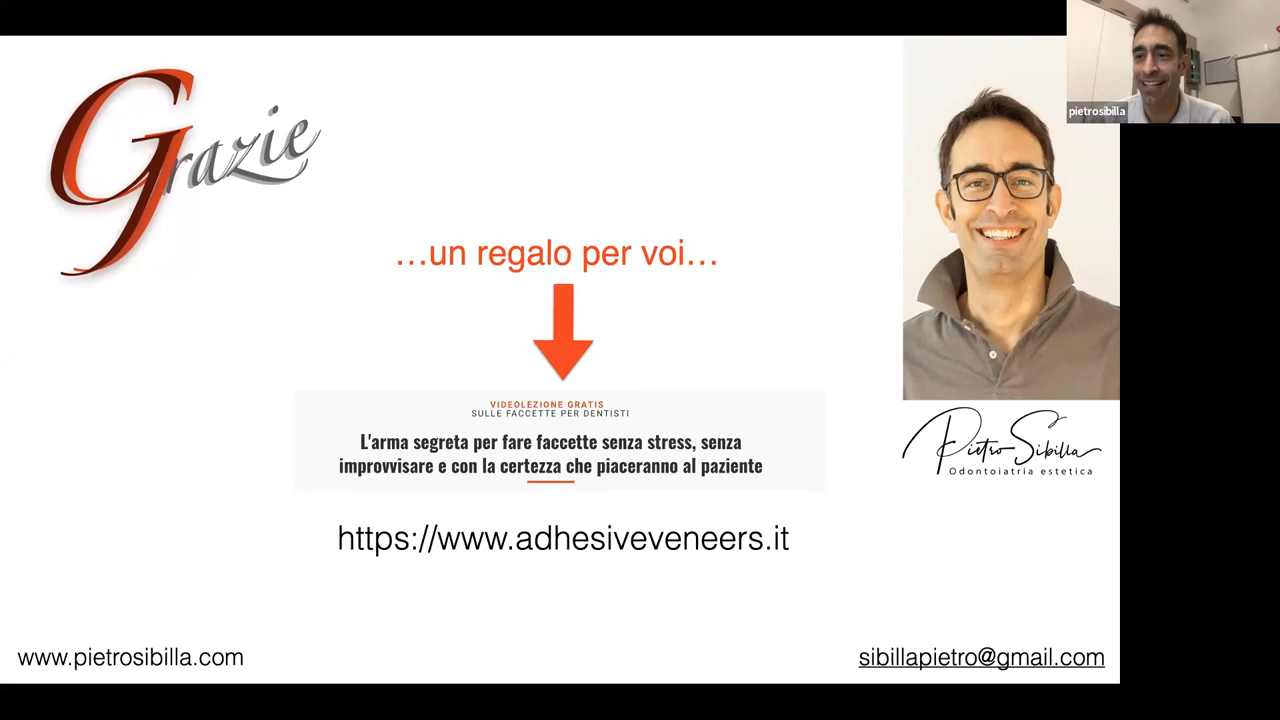 Grazie
pietrosibilla
...un regalo per voi...
VIDEOLEZIONE GRATIS
SULLE FACCETTE PER DENTISTI
L'arma segreta per fare faccette senza stress, senza
improvvisare e con la certezza che piaceranno al paziente
https://www.adhesiveveneers.it
Pietro Sibilla
Odontoiatria estetica
www.pietrosibilla.com
sibillapietro@gmail.com